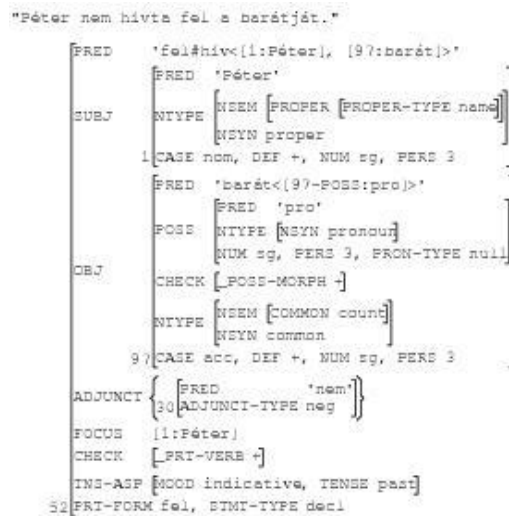 "Péter nem hívta fel a barátját."
PRED 'fel#hív<[1:Péter], [97:barát]>'
PRED 'Péter'
SUBJ NTYPE NSEM PROPER PROPER-TYPE name
NSYN proper
1 CASE nom, DEF +, NUM sg, PERS 3
PRED 'barát<[97-POSS:pro]>'
PRED 'pro'
POSS NTYPE NSYN pronoun
NUM sg, PERS 3, PRON-TYPE null
OBJ CHECK _POSS-MORPH +
NTYPE NSEM COMMON count
NSYN common
97 CASE acc, DEF +, NUM sg, PERS 3
ADJUNCT PRED 'nem'
30 ADJUNCT-TYPE neg
FOCUS [1:Péter]
CHECK _PRT-VERB +
TNS-ASP MOOD indicative, TENSE past
52 PRT-FORM fel, STMT-TYPE decl